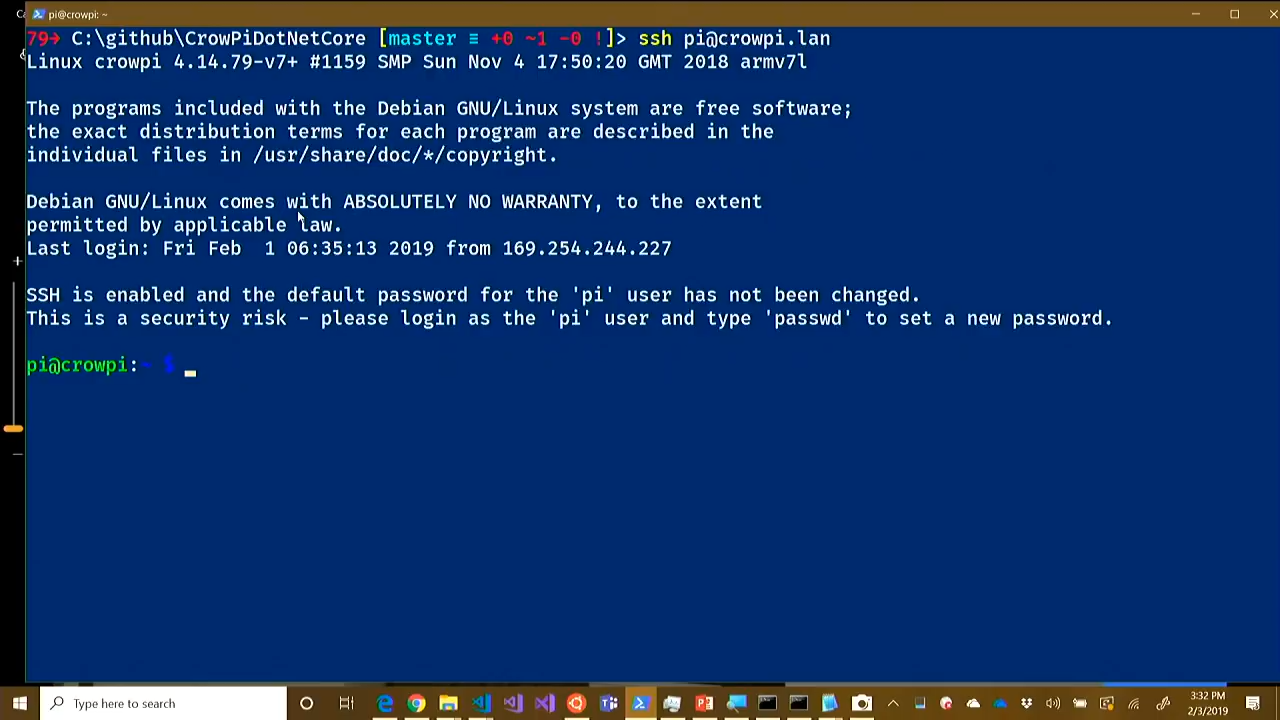 pi@crowpi: ~
79→ C:\github\CrowPiDotNetCore [master ≡ +0 ~1 -0 !]> ssh pi@crowpi.lan
Linux crowpi 4.14.79-v7+ #1159 SMP Sun Nov 4 17:50:20 GMT 2018 armv7l
The programs included with the Debian GNU/Linux system are free software;
the exact distribution terms for each program are described in the
individual files in /usr/share/doc/*/copyright.
Debian GNU/Linux comes with ABSOLUTELY NO WARRANTY, to the extent
permitted by applicable law.
Last login: Fri Feb  1 06:35:13 2019 from 169.254.244.227
SSH is enabled and the default password for the 'pi' user has not been changed.
This is a security risk - please login as the 'pi' user and type 'passwd' to set a new password.
pi@crowpi:~ $
Type here to search
3:32 PM
2/3/2019